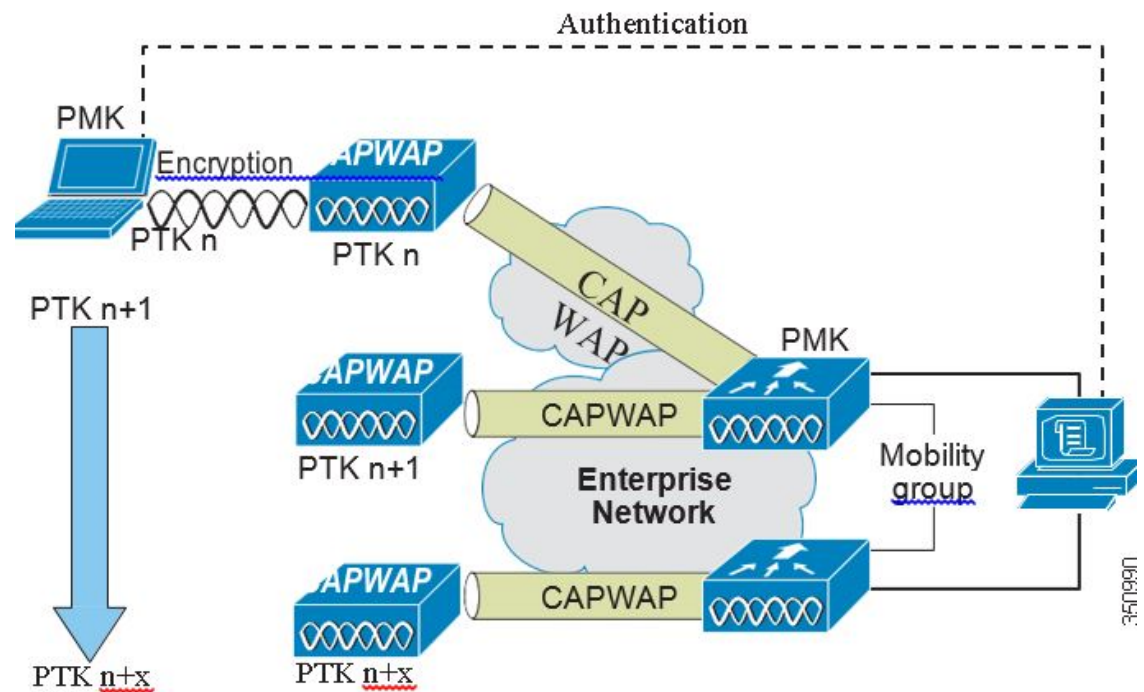 Authentication
PMK
Encryption
CAPWAP
PTK n
PTK n
PTK n+1
CAP
WAP
PMK
CAPWAP
CAPWAP
PTK n+1
Enterprise
Network
Mobility
group
CAPWAP
CAPWAP
PTK n+x
PTK n+x
350990